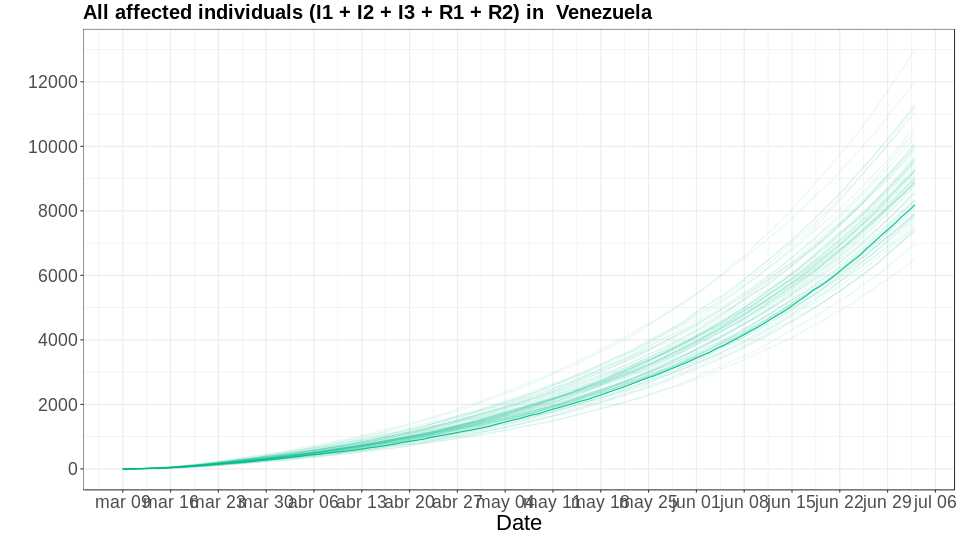 All affected individuals (I1 + I2 + I3 + R1 + R2) in  Venezuela
12000
10000
8000
6000
4000
2000
0
mar 09 mar 16 mar 23 mar 30 abr 06 abr 13 abr 20 abr 27 may 04 may 11 may 18 may 25 jun 01 jun 08 jun 15 jun 22 jun 29 jul 06
Date